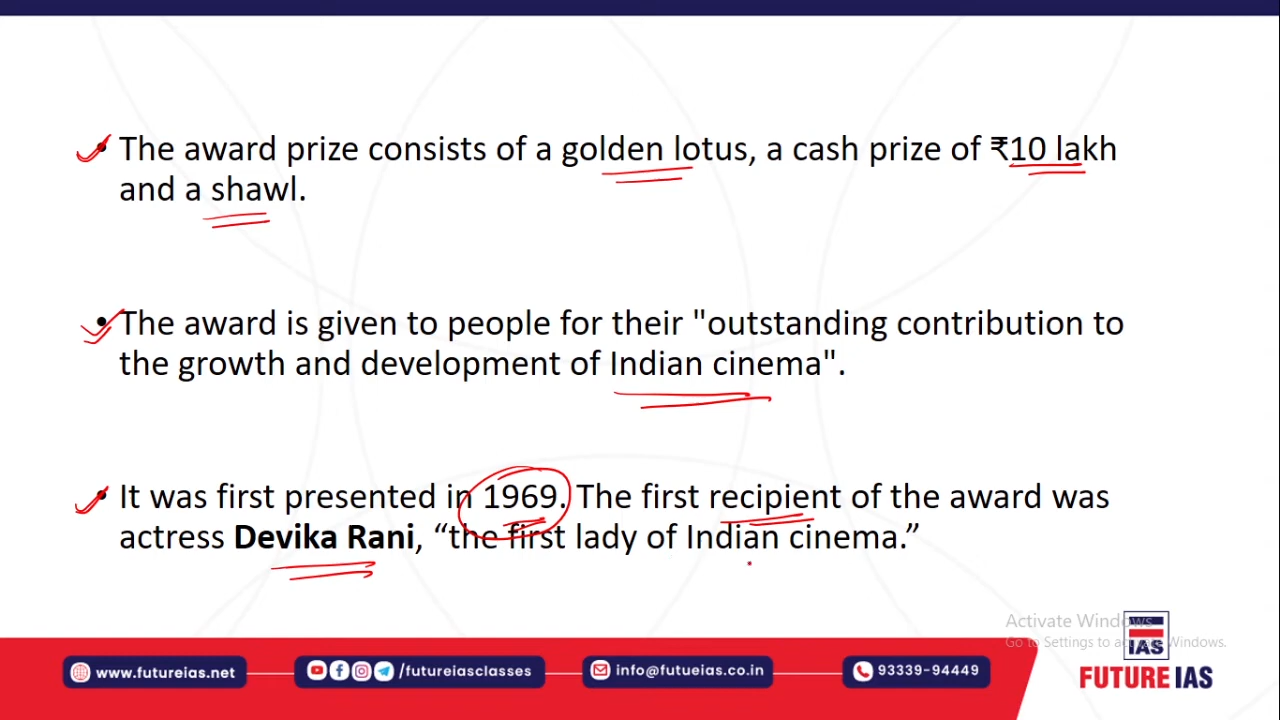 • The award prize consists of a golden lotus, a cash prize of ₹10 lakh
and a shawl.
• The award is given to people for their "outstanding contribution to
the growth and development of Indian cinema".
• It was first presented in 1969. The first recipient of the award was
actress Devika Rani, “the first lady of Indian cinema.”
Activate Windows
Go to Settings to activate Windows.
IAS
www.futureias.net
/futureiasclasses
info@futueias.co.in
93339-94449
FUTURE IAS